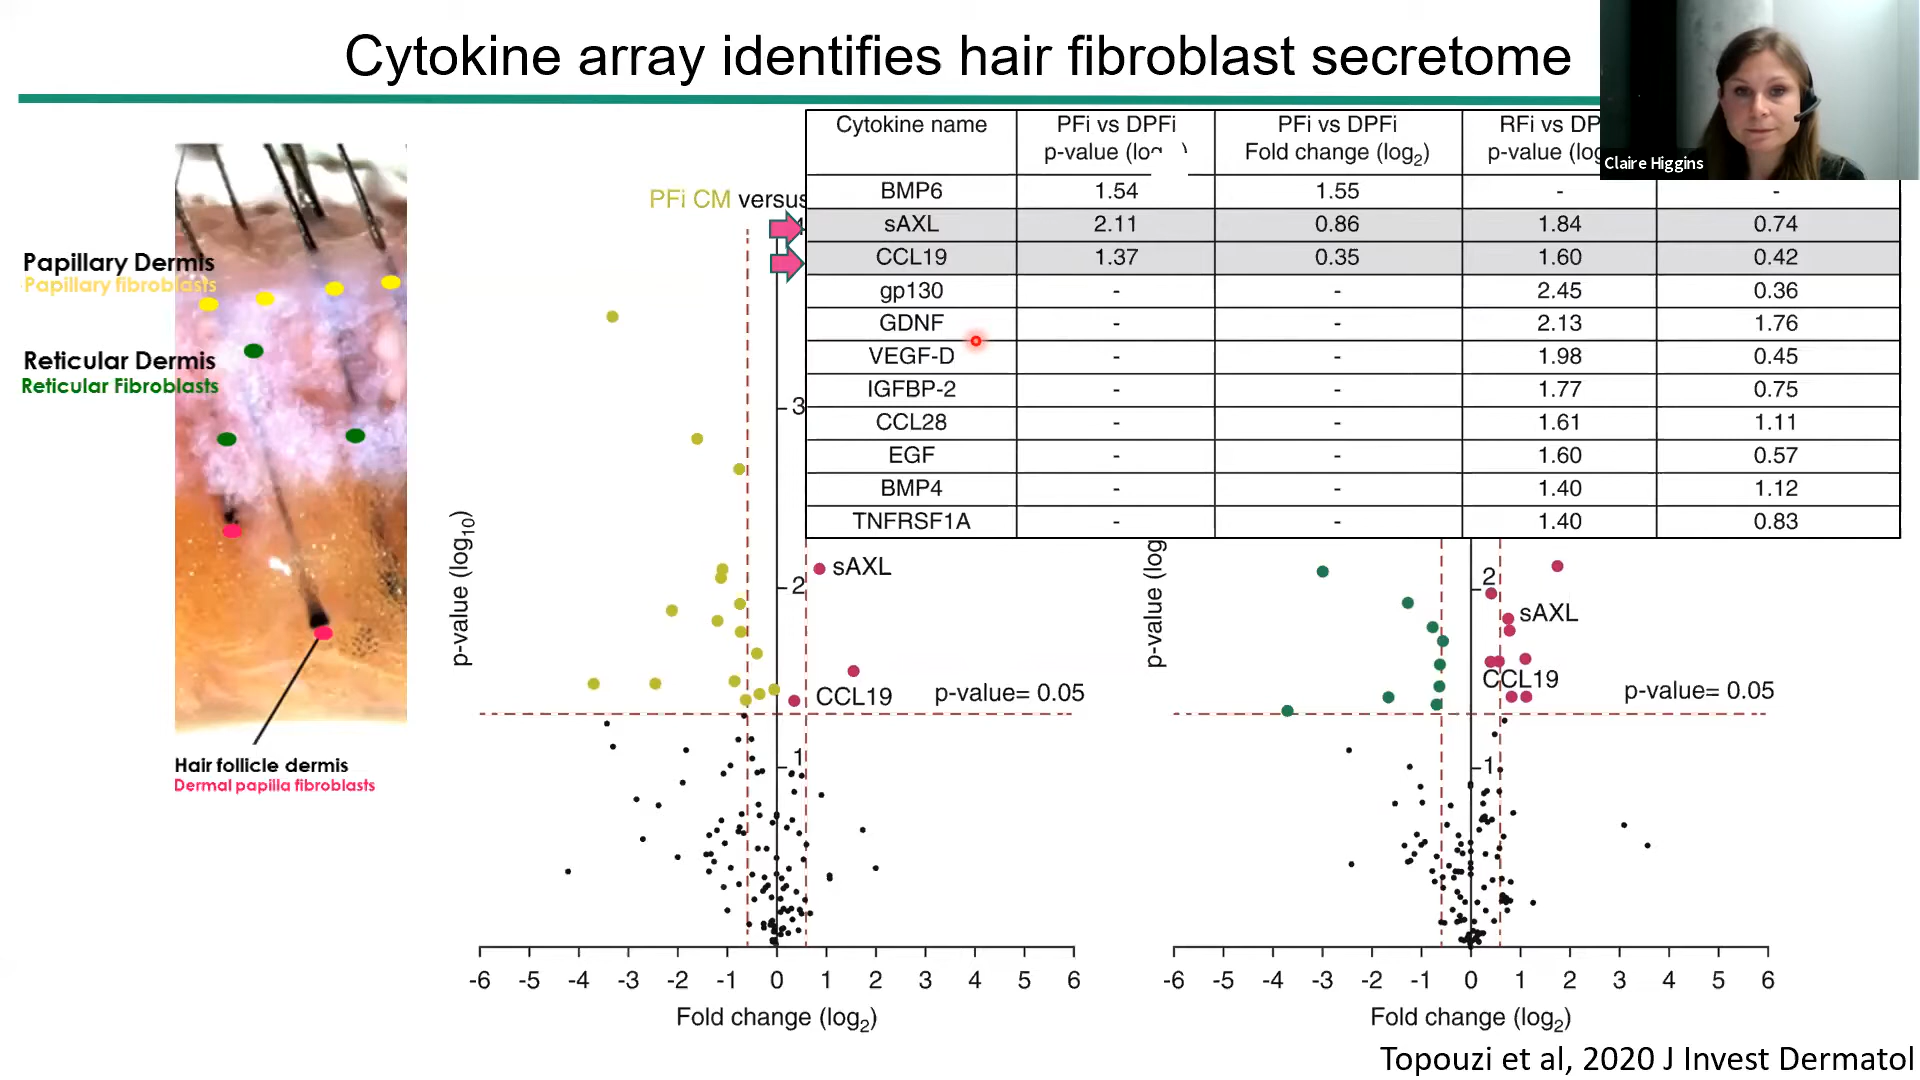 Cytokine array identifies hair fibroblast secretome
Claire Higgins
Cytokine name PFi vs DPFi PFi vs DPFi RFi vs
p-value Fold change (log2) p-value
BMP6 1.54 1.55 - -
sAXL 2.11 0.86 1.84 0.74
CCL19 1.37 0.35 1.60 0.42
gp130 - - 2.45 0.36
GDNF - - 2.13 1.76
VEGF-D - - 1.98 0.45
IGFBP-2 - - 1.77 0.75
CCL28 - - 1.61 1.11
EGF - - 1.60 0.57
BMP4 - - 1.40 1.12
TNFRSF1A - - 1.40 0.83
Papillary Dermis
Papillary fibroblasts
Reticular Dermis
Reticular Fibroblasts
Hair follicle dermis
Dermal papilla fibroblasts
PFi CM versus
3
2
1
sAXL
CCL19
p-value= 0.05
p-value (log10)
-6 -5 -4 -3 -2 -1 0 1 2 3 4 5 6
Fold change (log2)
2
1
sAXL
CCL19
p-value= 0.05
p-value (log
-6 -5 -4 -3 -2 -1 0 1 2 3 4 5 6
Fold change (log2)
Topouzi et al, 2020 J Invest Dermatol